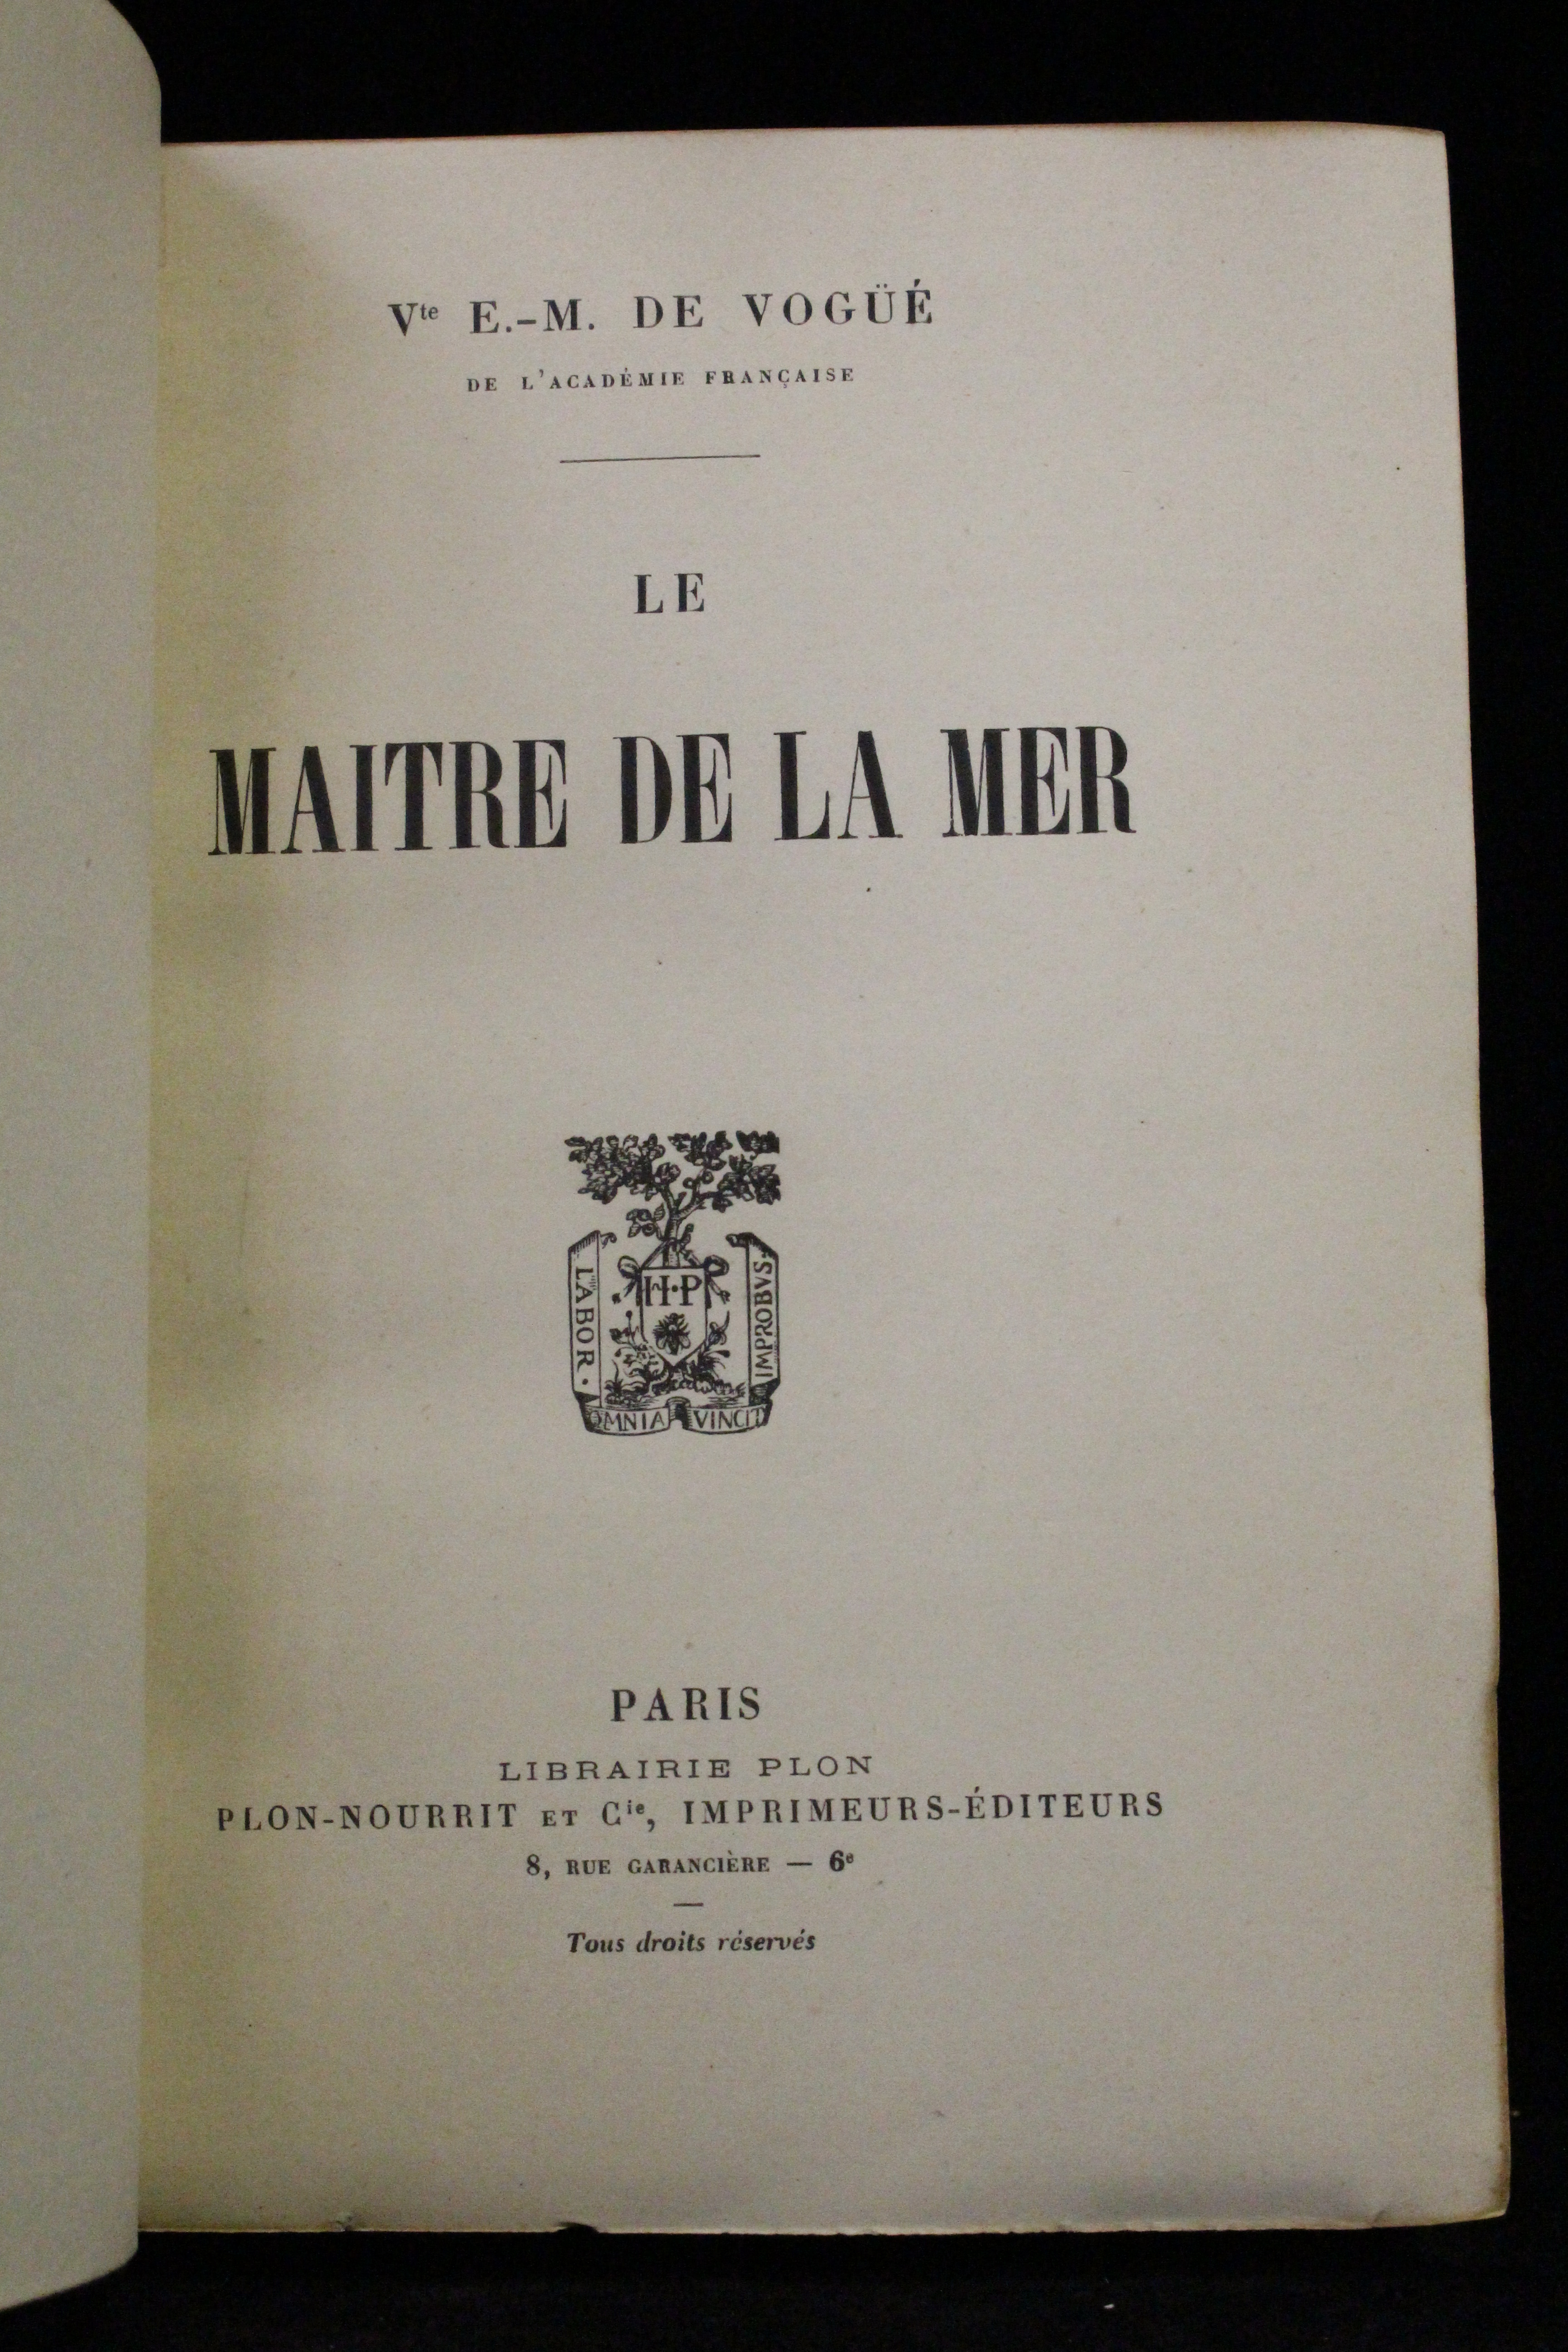 Vte E.-M. DE VOGÜÉ
DE L'ACADÉMIE FRANÇAISE
LE
MAITRE DE LA MER
H·P
LABOR.
IMPROBVS.
OMNIA VINCIT
PARIS
LIBRAIRIE PLON
PLON-NOURRIT ET Cie, IMPRIMEURS-ÉDITEURS
8, RUE GARANCIÈRE — 6e
Tous droits réservés